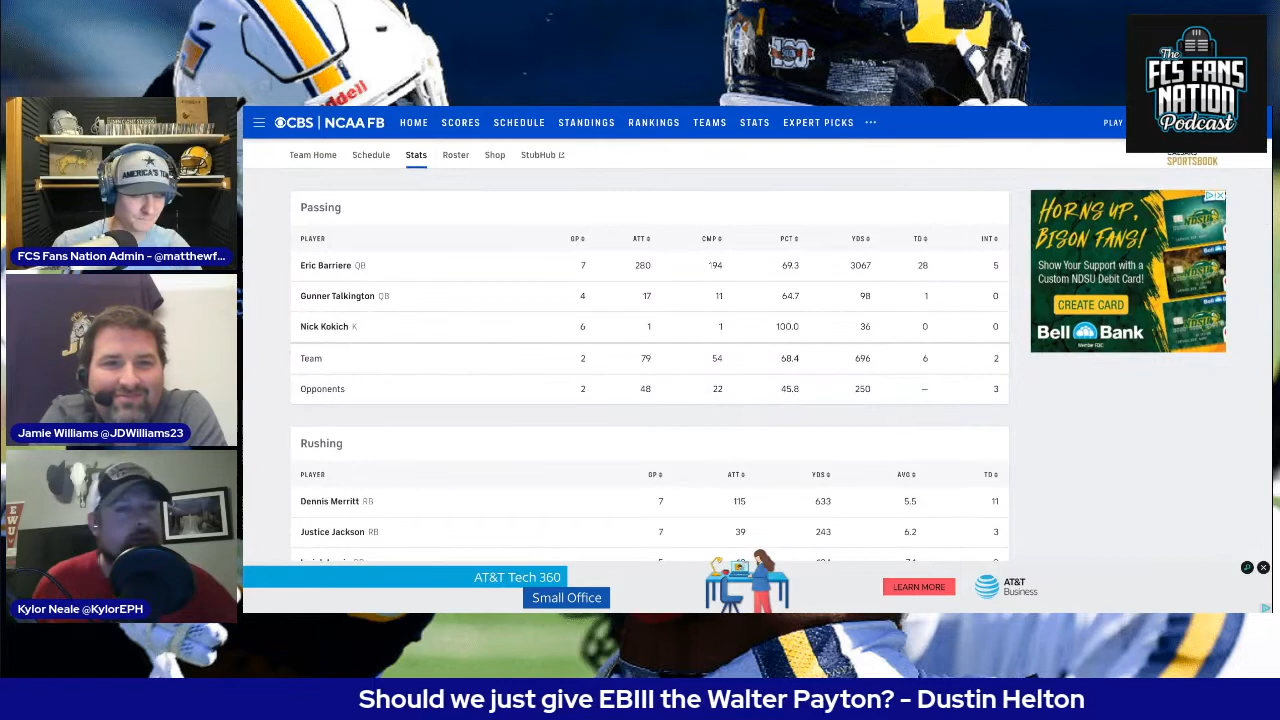 The
FCS FANS
NATION
Podcast
CBS | NCAA FB HOME SCORES SCHEDULE STANDINGS RANKINGS TEAMS STATS EXPERT PICKS ••• PLAY
Team Home Schedule Stats Roster Shop StubHub
SPORTSBOOK
Passing
PLAYER GP ATT CMP PCT YDS TD INT
Eric Barriere QB 7 280 194 69.3 3067 28 5
Gunner Talkington QB 4 17 11 64.7 98 1 0
Nick Kokich K 6 1 1 100.0 36 0 0
Team 2 79 54 68.4 696 6 2
Opponents 2 48 22 45.8 250 — 3
Rushing
PLAYER GP ATT YDS AVG TD
Dennis Merritt RB 7 115 633 5.5 11
Justice Jackson RB 7 39 243 6.2 3
HORNS UP,
BISON FANS!
Show Your Support with a
Custom NDSU Debit Card!
CREATE CARD
Bell Bank
Member FDIC
AT&T Tech 360
Small Office
LEARN MORE
AT&T
Business
AMERICA'S
FCS Fans Nation Admin - @matthewf...
Jamie Williams @JDWilliams23
EWU
Kylor Neale @KylorEPH
Riddell
100
Should we just give EBIII the Walter Payton? - Dustin Helton